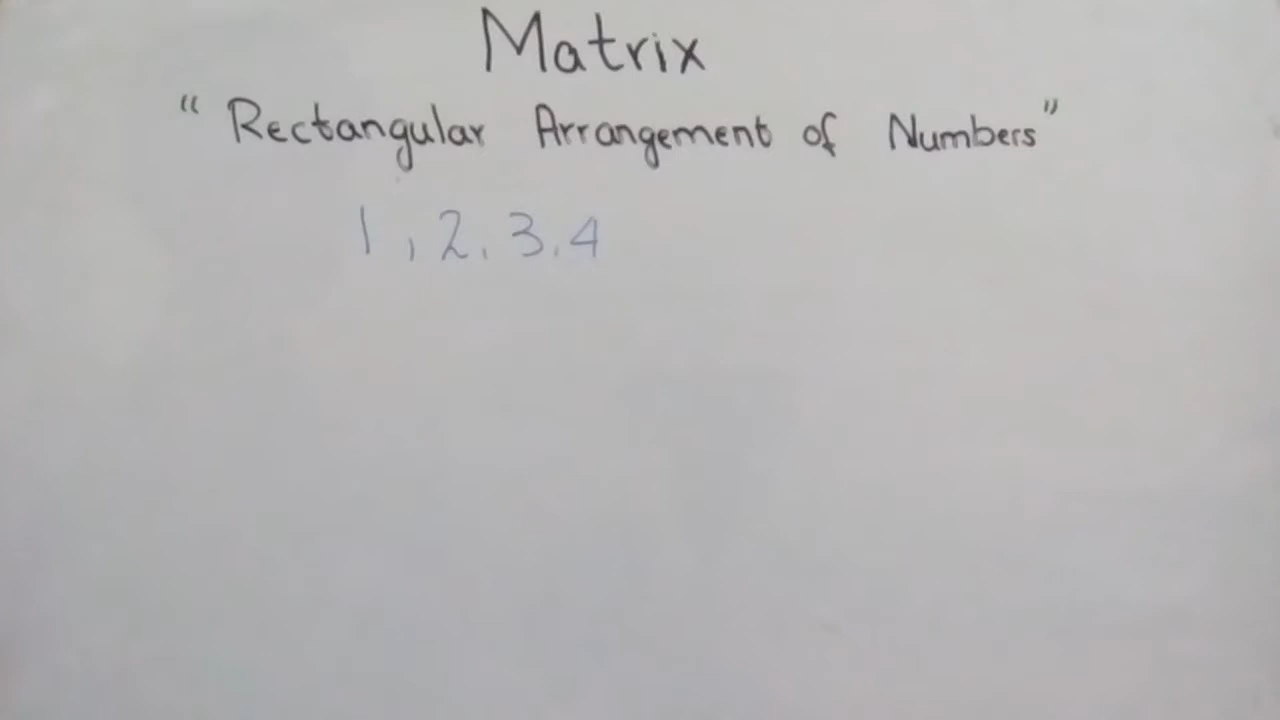 Matrix
“ Rectangular Arrangement of Numbers ”
1 , 2 , 3 , 4